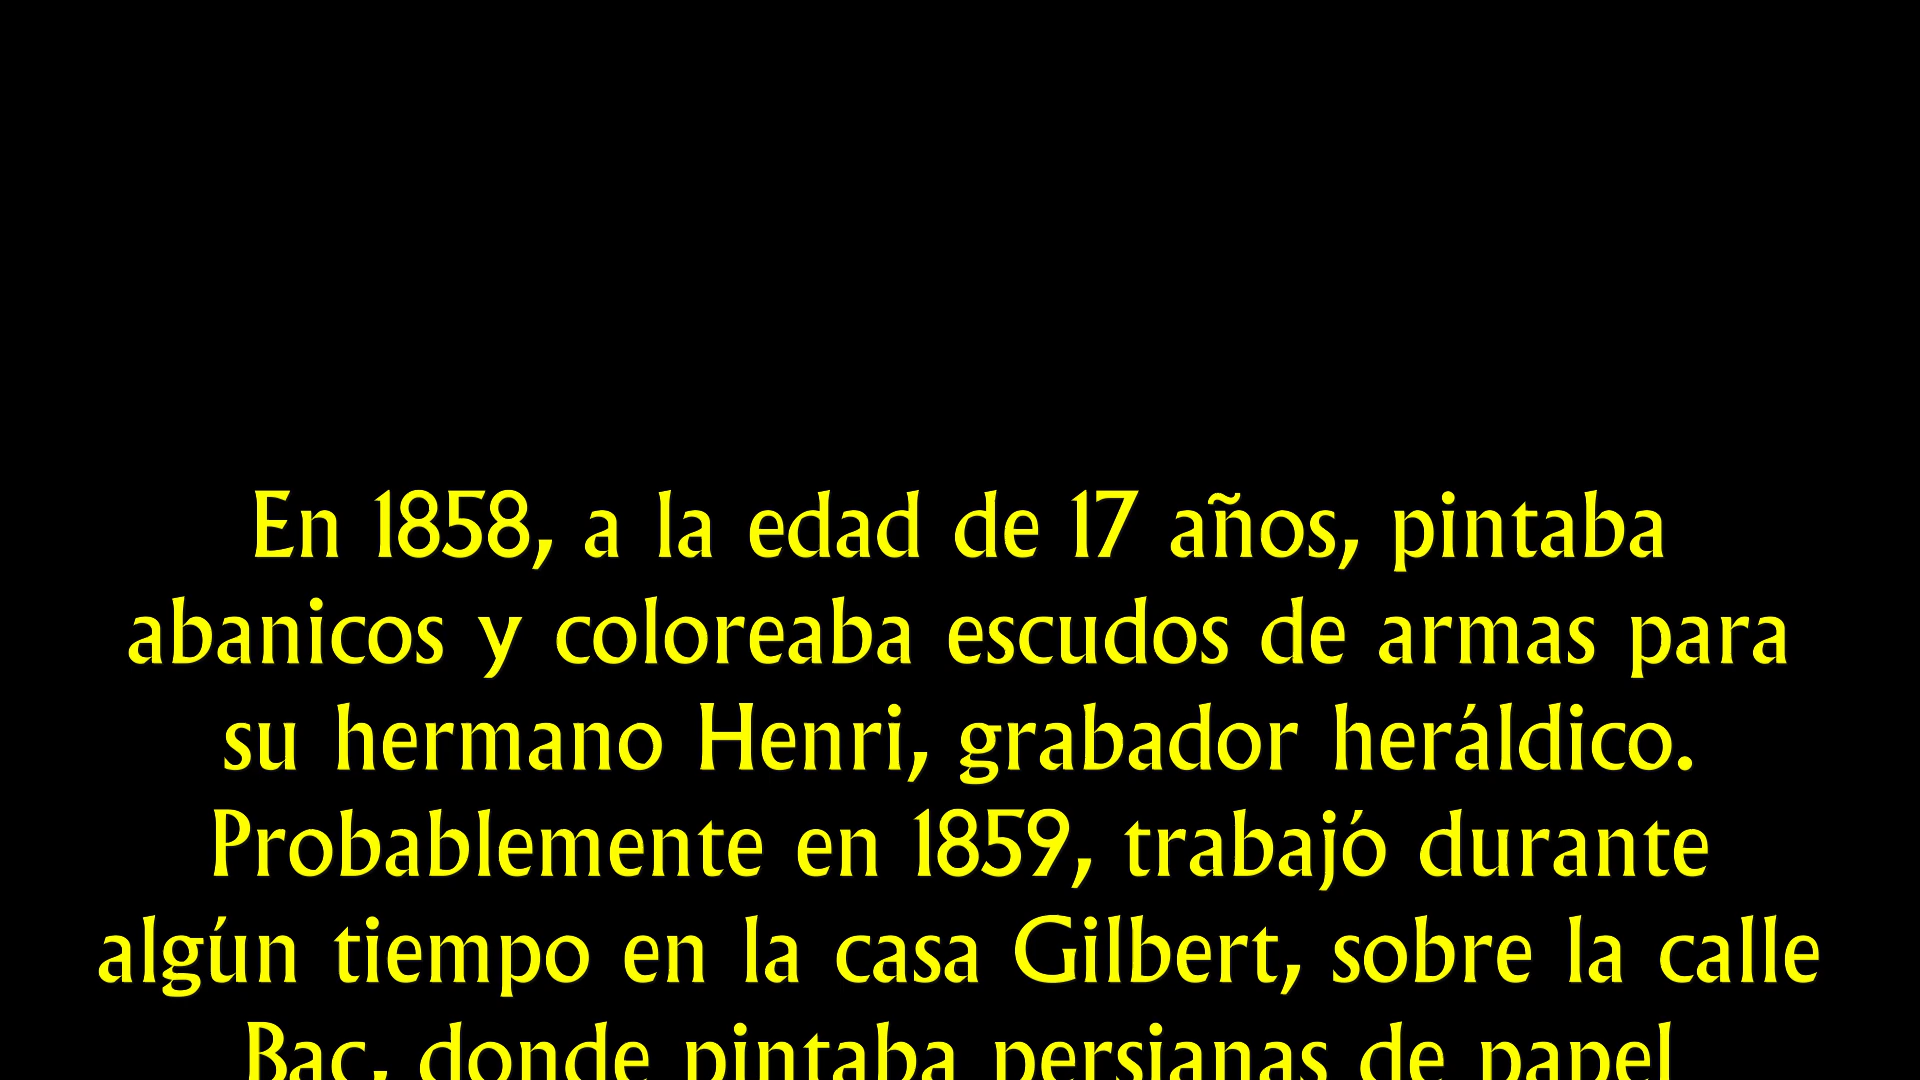 En 1858, a la edad de 17 años, pintaba
abanicos y coloreaba escudos de armas para
su hermano Henri, grabador heráldico.
Probablemente en 1859, trabajó durante
algún tiempo en la casa Gilbert, sobre la calle
Bac, donde pintaba persianas de papel